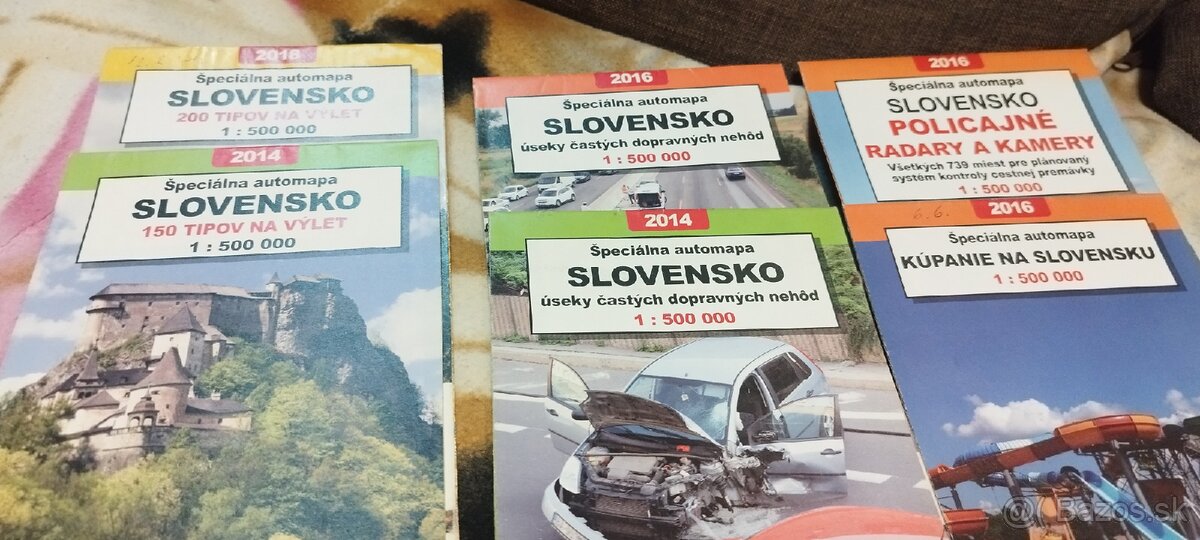 2016
Špeciálna automapa
SLOVENSKO
200 TIPOV NA VÝLET
1 : 500 000
2014
Špeciálna automapa
SLOVENSKO
150 TIPOV NA VÝLET
1 : 500 000
2016
Špeciálna automapa
SLOVENSKO
úseky častých dopravných nehôd
1 : 500 000
2014
Špeciálna automapa
SLOVENSKO
úseky častých dopravných nehôd
1 : 500 000
2016
Špeciálna automapa
SLOVENSKO
POLICAJNÉ
RADARY A KAMERY
Všetkých 739 miest pre plánovaný
systém kontroly cestnej premávky
1 : 500 000
6.6.
2016
Špeciálna automapa
KÚPANIE NA SLOVENSKU
1 : 500 000
Bazos.sk